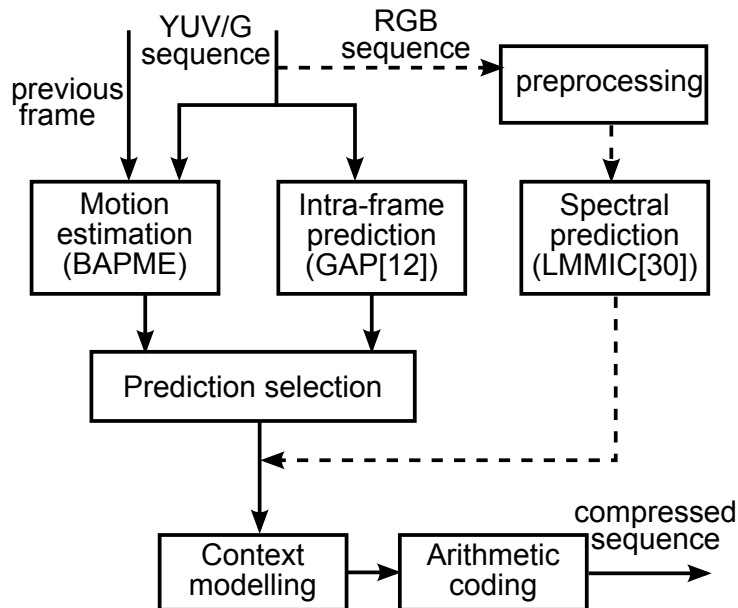 YUV/G
sequence
RGB
sequence
previous
frame
preprocessing
Motion
estimation
(BAPME)
Intra-frame
prediction
(GAP[12])
Spectral
prediction
(LMMIC[30])
Prediction selection
compressed
sequence
Context
modelling
Arithmetic
coding